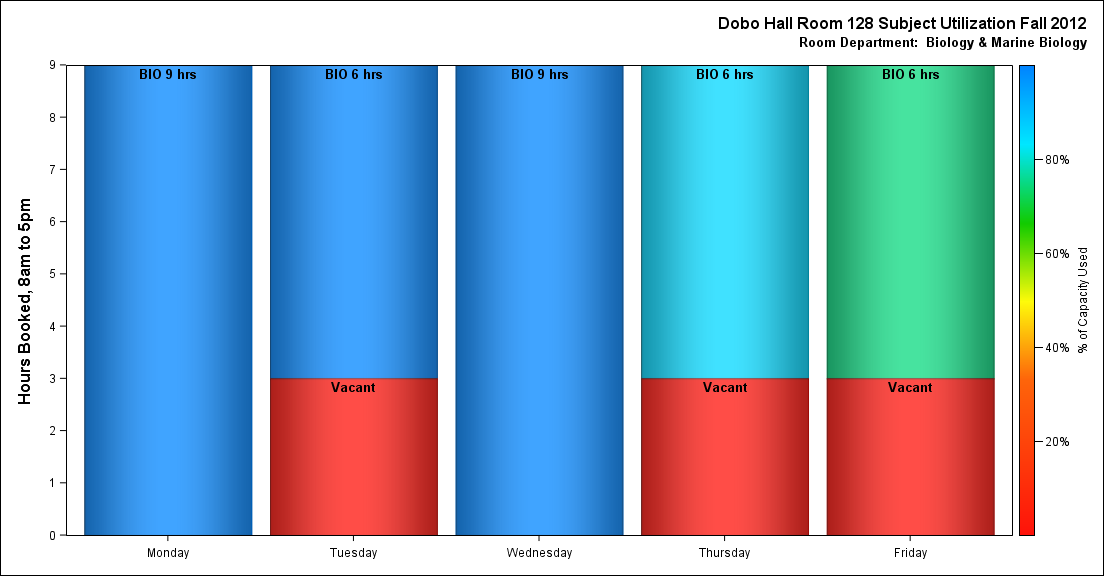 Dobo Hall Room 128 Subject Utilization Fall 2012
Room Department:  Biology & Marine Biology
Hours Booked, 8am to 5pm
9
8
7
6
5
4
3
2
1
0
BIO 9 hrs
BIO 6 hrs
BIO 9 hrs
BIO 6 hrs
BIO 6 hrs
Vacant
Vacant
Vacant
Monday
Tuesday
Wednesday
Thursday
Friday
80%
60%
40%
20%
% of Capacity Used